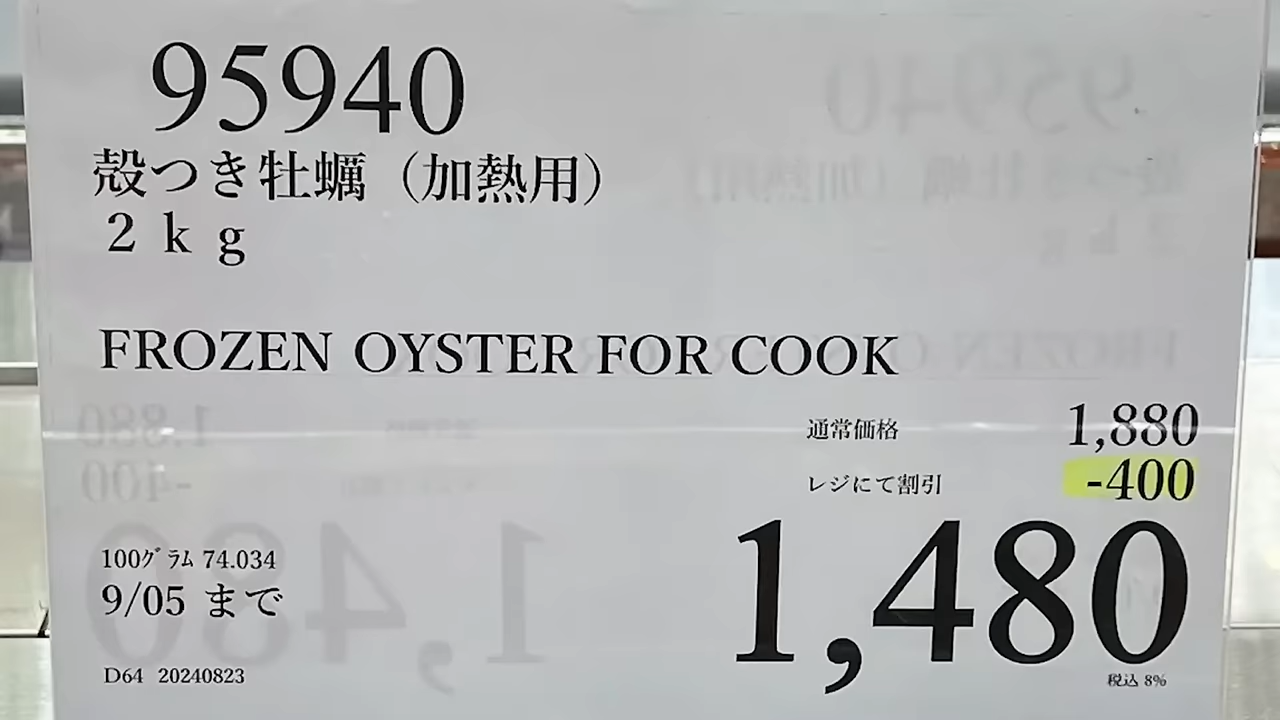 95940
殻つき牡蠣（加熱用）
２ｋｇ
FROZEN OYSTER FOR COOK
通常価格 1,880
レジにて割引 -400
1,480
100ｸﾞﾗﾑ 74.034
9/05 まで
D64 20240823
税込 8%